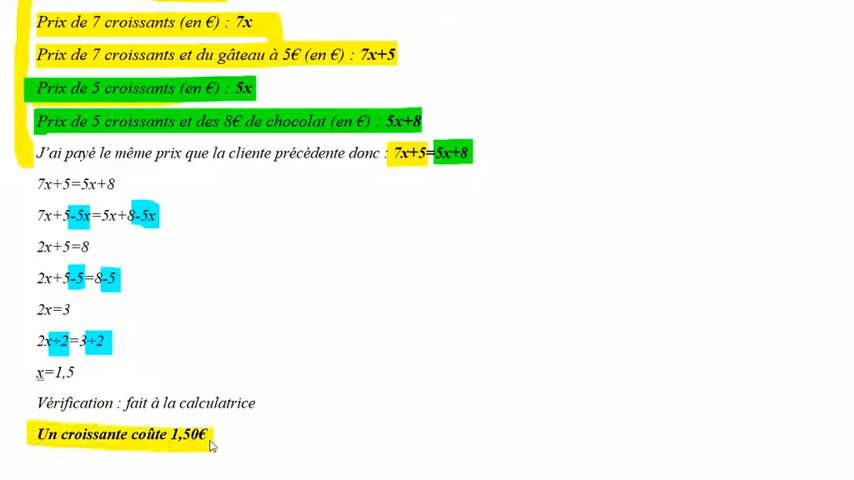 Prix de 7 croissants (en €) : 7x
Prix de 7 croissants et du gâteau à 5€ (en €) : 7x+5
Prix de 5 croissants (en €) : 5x
Prix de 5 croissants et des 8€ de chocolat (en €) : 5x+8
J'ai payé le même prix que la cliente précédente donc : 7x+5=5x+8
7x+5=5x+8
7x+5-5x=5x+8-5x
2x+5=8
2x+5-5=8-5
2x=3
2x÷2=3÷2
x=1,5
Vérification : fait à la calculatrice
Un croissante coûte 1,50€